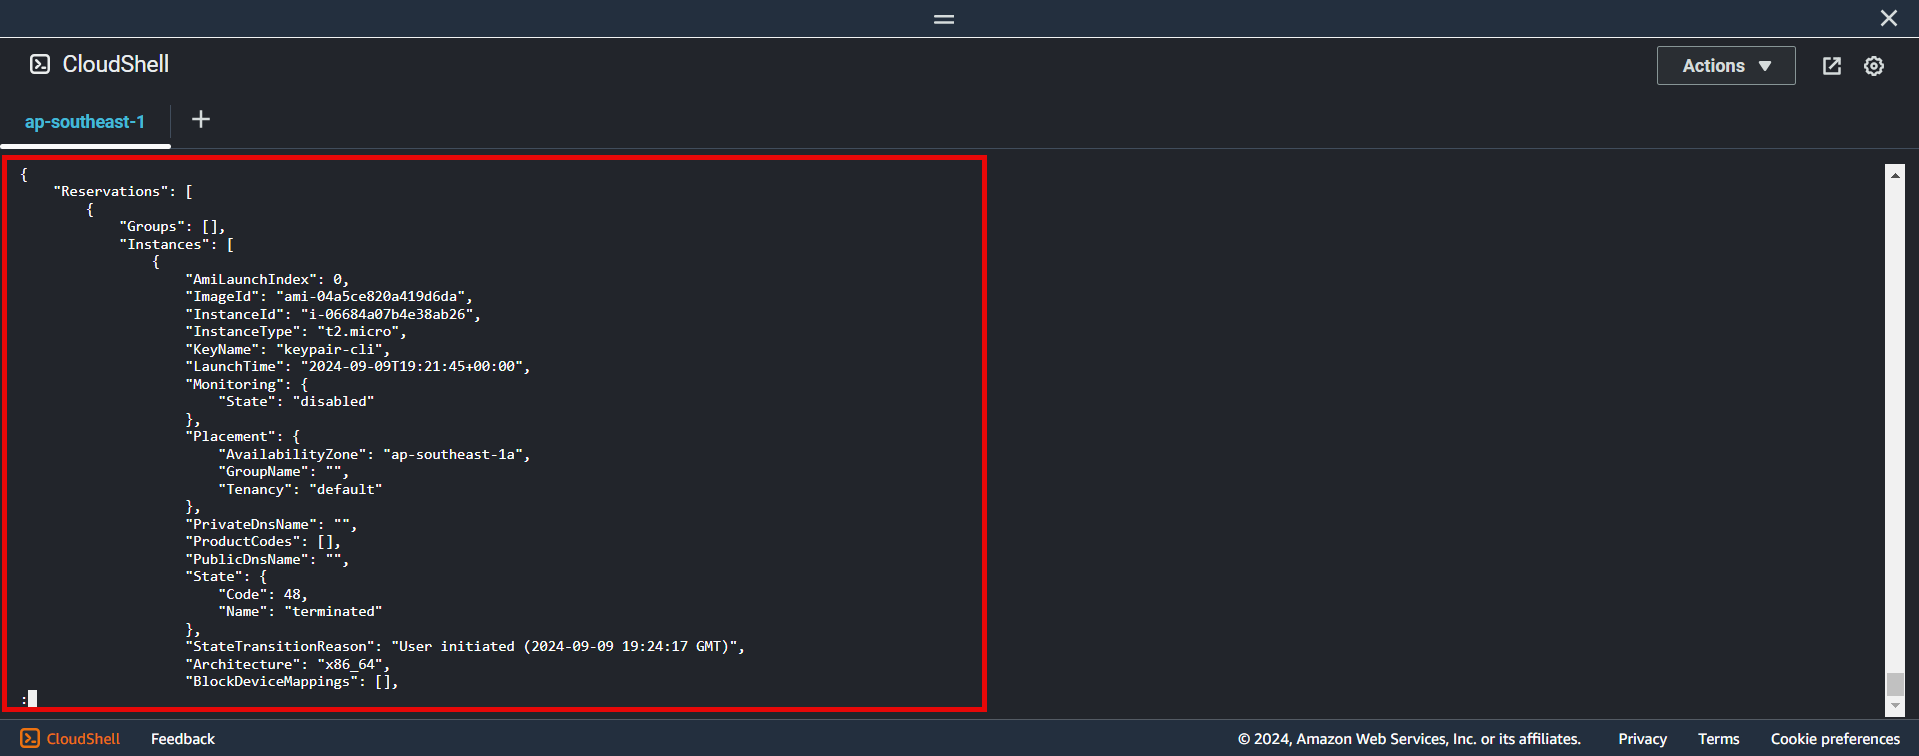 CloudShell
Actions
ap-southeast-1
{
    "Reservations": [
        {
            "Groups": [],
            "Instances": [
                {
                    "AmiLaunchIndex": 0,
                    "ImageId": "ami-04a5ce820a419d6da",
                    "InstanceId": "i-06684a07b4e38ab26",
                    "InstanceType": "t2.micro",
                    "KeyName": "keypair-cli",
                    "LaunchTime": "2024-09-09T19:21:45+00:00",
                    "Monitoring": {
                        "State": "disabled"
                    },
                    "Placement": {
                        "AvailabilityZone": "ap-southeast-1a",
                        "GroupName": "",
                        "Tenancy": "default"
                    },
                    "PrivateDnsName": "",
                    "ProductCodes": [],
                    "PublicDnsName": "",
                    "State": {
                        "Code": 48,
                        "Name": "terminated"
                    },
                    "StateTransitionReason": "User initiated (2024-09-09 19:24:17 GMT)",
                    "Architecture": "x86_64",
                    "BlockDeviceMappings": [],
:
CloudShell Feedback © 2024, Amazon Web Services, Inc. or its affiliates. Privacy Terms Cookie preferences